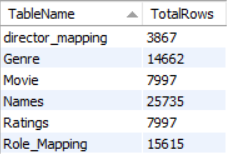 TableName TotalRows
director_mapping 3867
Genre 14662
Movie 7997
Names 25735
Ratings 7997
Role_Mapping 15615